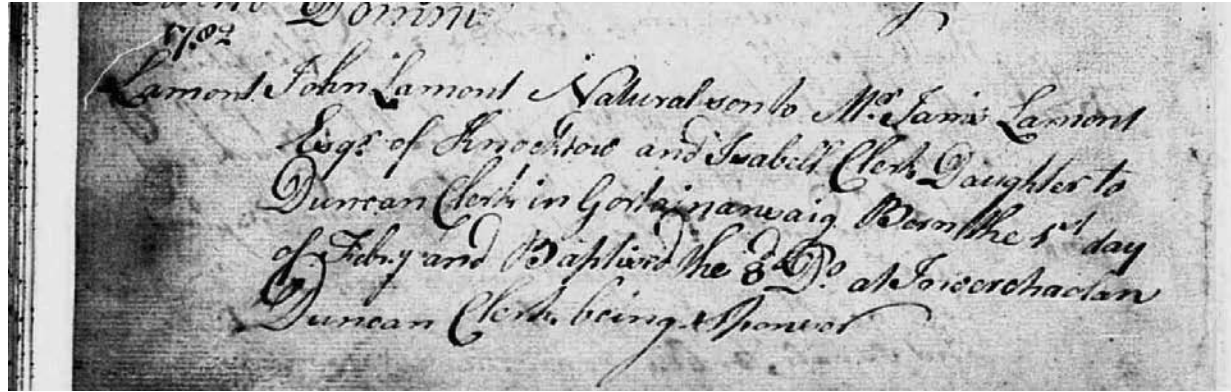 Domini
1782
Lamont John Lamont Natural son to Mr. James Lamont
Esqr. of Knockdow and Isabell Clerk Daughter to
Duncan Clerk in Gortainansaig Born the 1st day
of Febry and Baptized the 8th Do. at Inverchaolan
Duncan Clerk being Sponsor